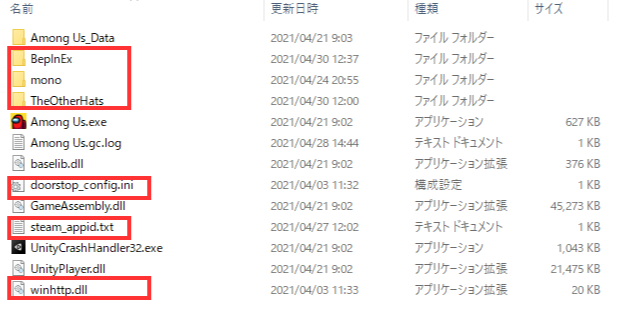 名前 更新日時 種類 サイズ
Among Us_Data 2021/04/21 9:03 ファイル フォルダー
BepInEx 2021/04/30 12:37 ファイル フォルダー
mono 2021/04/24 20:55 ファイル フォルダー
TheOtherHats 2021/04/30 12:00 ファイル フォルダー
Among Us.exe 2021/04/21 9:02 アプリケーション 627 KB
Among Us.gc.log 2021/04/28 14:44 テキスト ドキュメント 1 KB
baselib.dll 2021/04/21 9:02 アプリケーション拡張 376 KB
doorstop_config.ini 2021/04/03 11:32 構成設定 1 KB
GameAssembly.dll 2021/04/21 9:02 アプリケーション拡張 45,273 KB
steam_appid.txt 2021/04/27 12:02 テキスト ドキュメント 1 KB
UnityCrashHandler32.exe 2021/04/21 9:02 アプリケーション 1,043 KB
UnityPlayer.dll 2021/04/21 9:02 アプリケーション拡張 21,475 KB
winhttp.dll 2021/04/03 11:33 アプリケーション拡張 20 KB